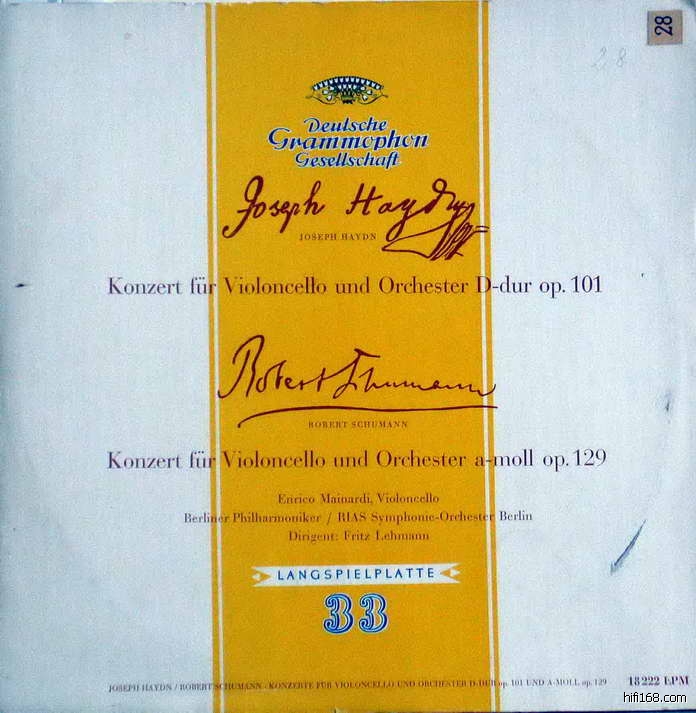 28
28
Deutsche
Grammophon
Gesellschaft
Joseph Haydn
JOSEPH HAYDN
Konzert für Violoncello und Orchester D-dur op. 101
Robert Schumann
ROBERT SCHUMANN
Konzert für Violoncello und Orchester a-moll op. 129
Enrico Mainardi, Violoncello
Berliner Philharmoniker / RIAS Symphonie-Orchester Berlin
Dirigent: Fritz Lehmann
LANGSPIELPLATTE
33
JOSEPH HAYDN / ROBERT SCHUMANN - KONZERTE FÜR VIOLONCELLO UND ORCHESTER D-DUR op. 101 UND A-MOLL op. 129
18222 LPM
hifi168.com